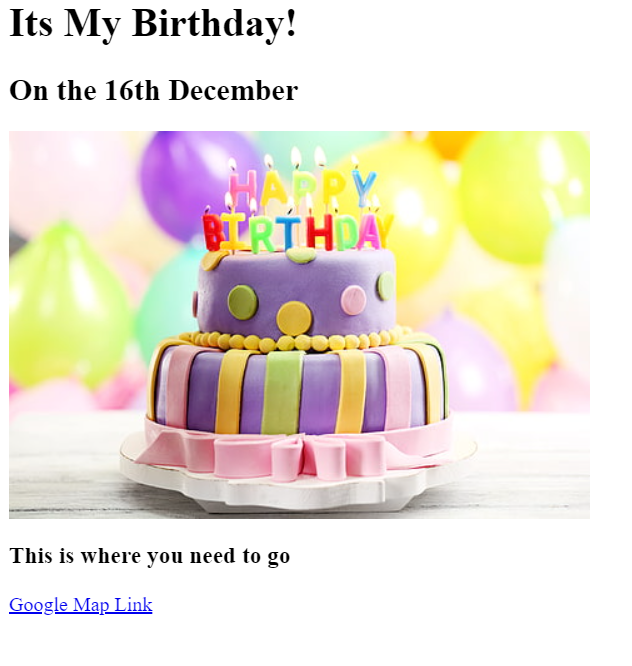 Its My Birthday!
On the 16th December
HAPPY
BIRTHDAY
This is where you need to go
Google Map Link